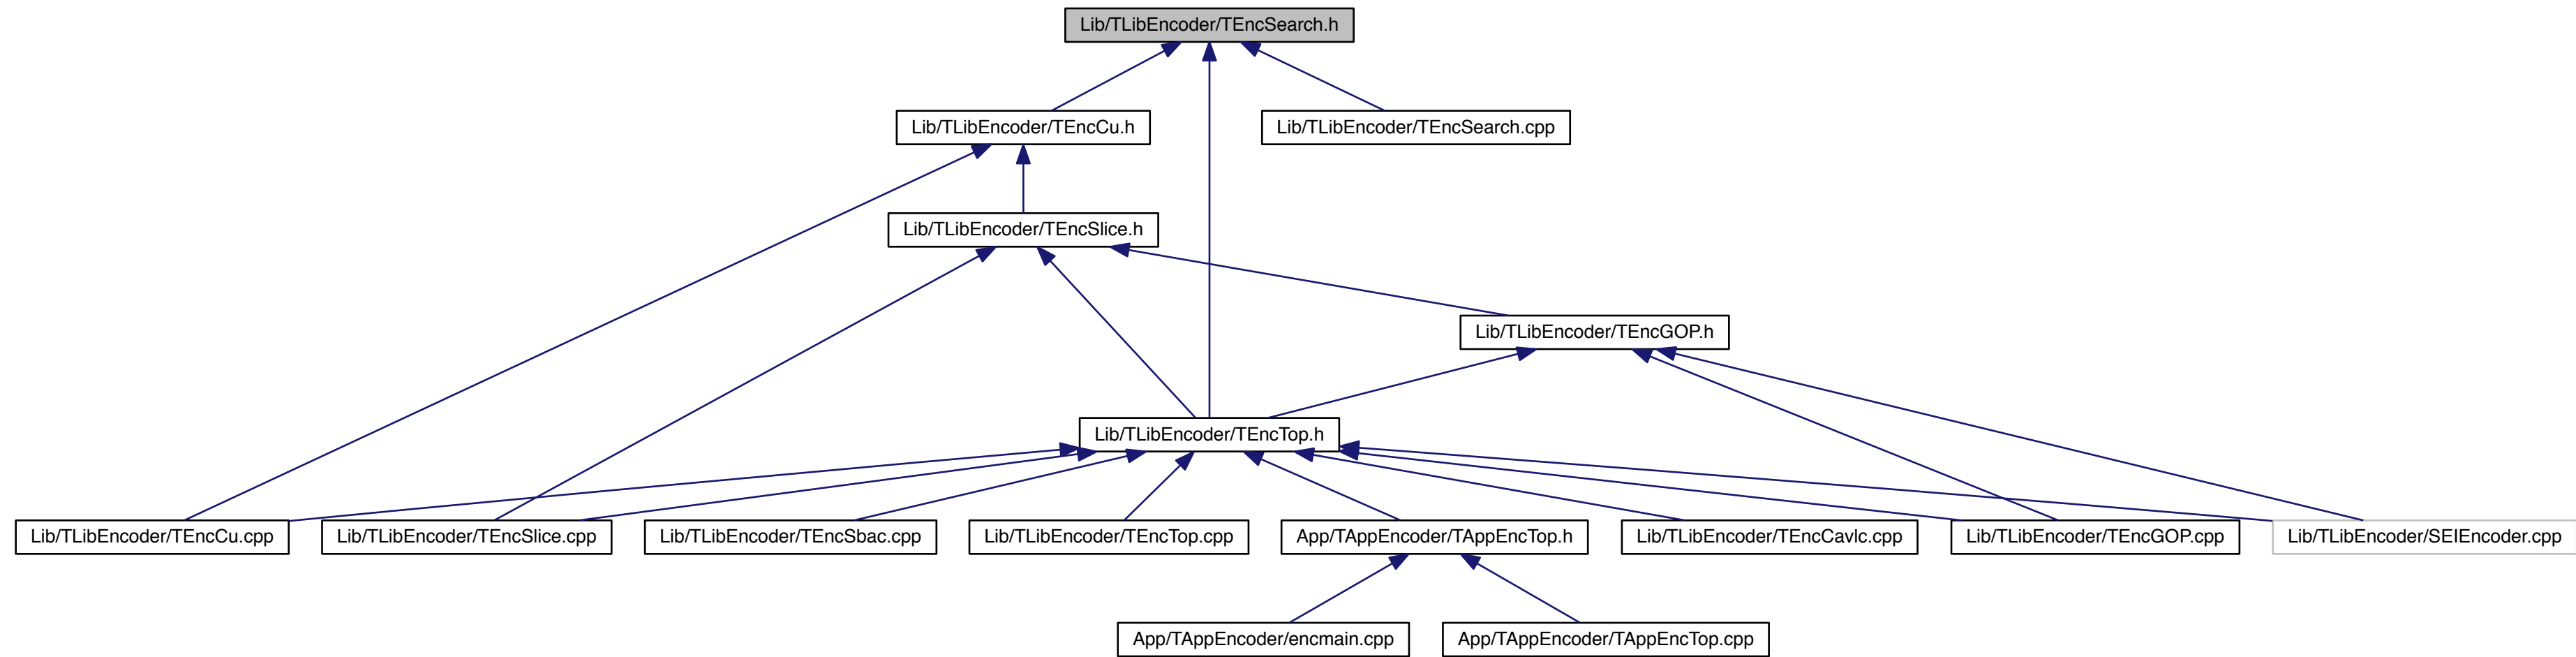 Lib/TLibEncoder/TEncSearch.h
Lib/TLibEncoder/TEncCu.h
Lib/TLibEncoder/TEncSearch.cpp
Lib/TLibEncoder/TEncSlice.h
Lib/TLibEncoder/TEncGOP.h
Lib/TLibEncoder/TEncTop.h
Lib/TLibEncoder/TEncCu.cpp
Lib/TLibEncoder/TEncSlice.cpp
Lib/TLibEncoder/TEncSbac.cpp
Lib/TLibEncoder/TEncTop.cpp
App/TAppEncoder/TAppEncTop.h
Lib/TLibEncoder/TEncCavlc.cpp
Lib/TLibEncoder/TEncGOP.cpp
Lib/TLibEncoder/SEIEncoder.cpp
App/TAppEncoder/encmain.cpp
App/TAppEncoder/TAppEncTop.cpp